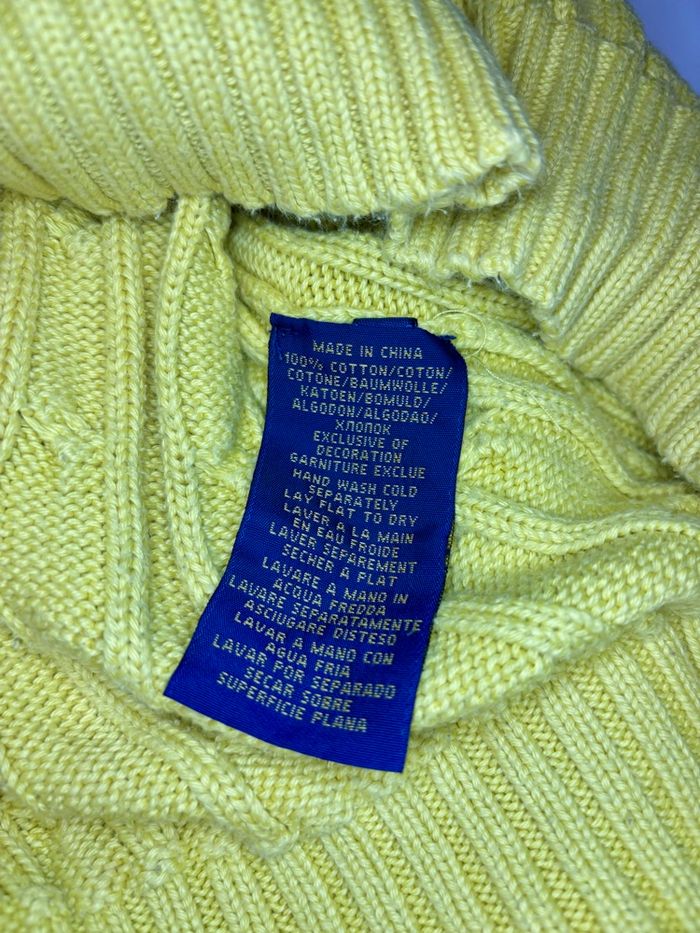 MADE IN CHINA
100% COTTON/COTON/
COTONE/BAUMWOLLE/
KATOEN/BOMULD/
ALGODON/ALGODAO/
ХЛОПОК
EXCLUSIVE OF
DECORATION
GARNITURE EXCLUE
HAND WASH COLD
SEPARATELY
LAY FLAT TO DRY
LAVER A LA MAIN
EN EAU FROIDE
LAVER SEPAREMENT
SECHER A PLAT
LAVARE A MANO IN
ACQUA FREDDA
LAVARE SEPARATAMENTE
ASCIUGARE DISTESO
LAVAR A MANO CON
AGUA FRIA
LAVAR POR SEPARADO
SECAR SOBRE
SUPERFICIE PLANA